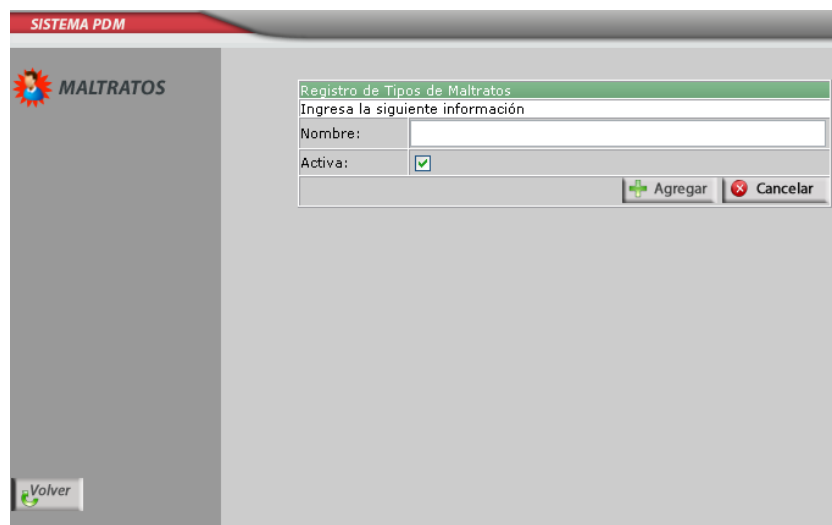 SISTEMA PDM
MALTRATOS
Registro de Tipos de Maltratos
Ingresa la siguiente información
Nombre:
Activa:
Agregar Cancelar
Volver